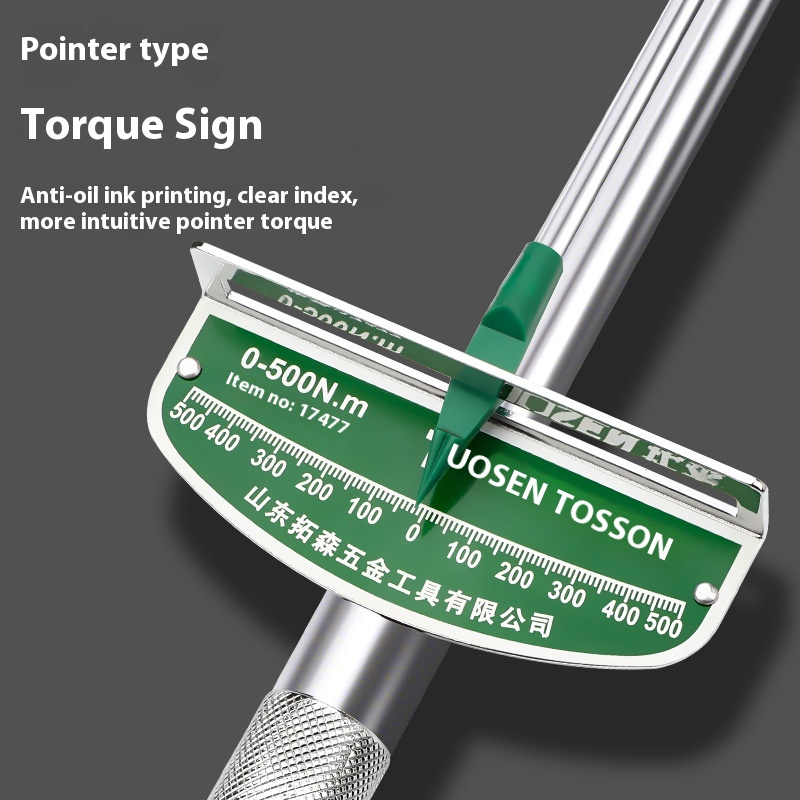 Pointer type
Torque Sign
Anti-oil ink printing, clear index,
more intuitive pointer torque
0-500N.m
Item no: 17477
UOSEN TOSSON
500 400 300 200 100 0 100 200 300 400 500
山东拓森五金工具有限公司